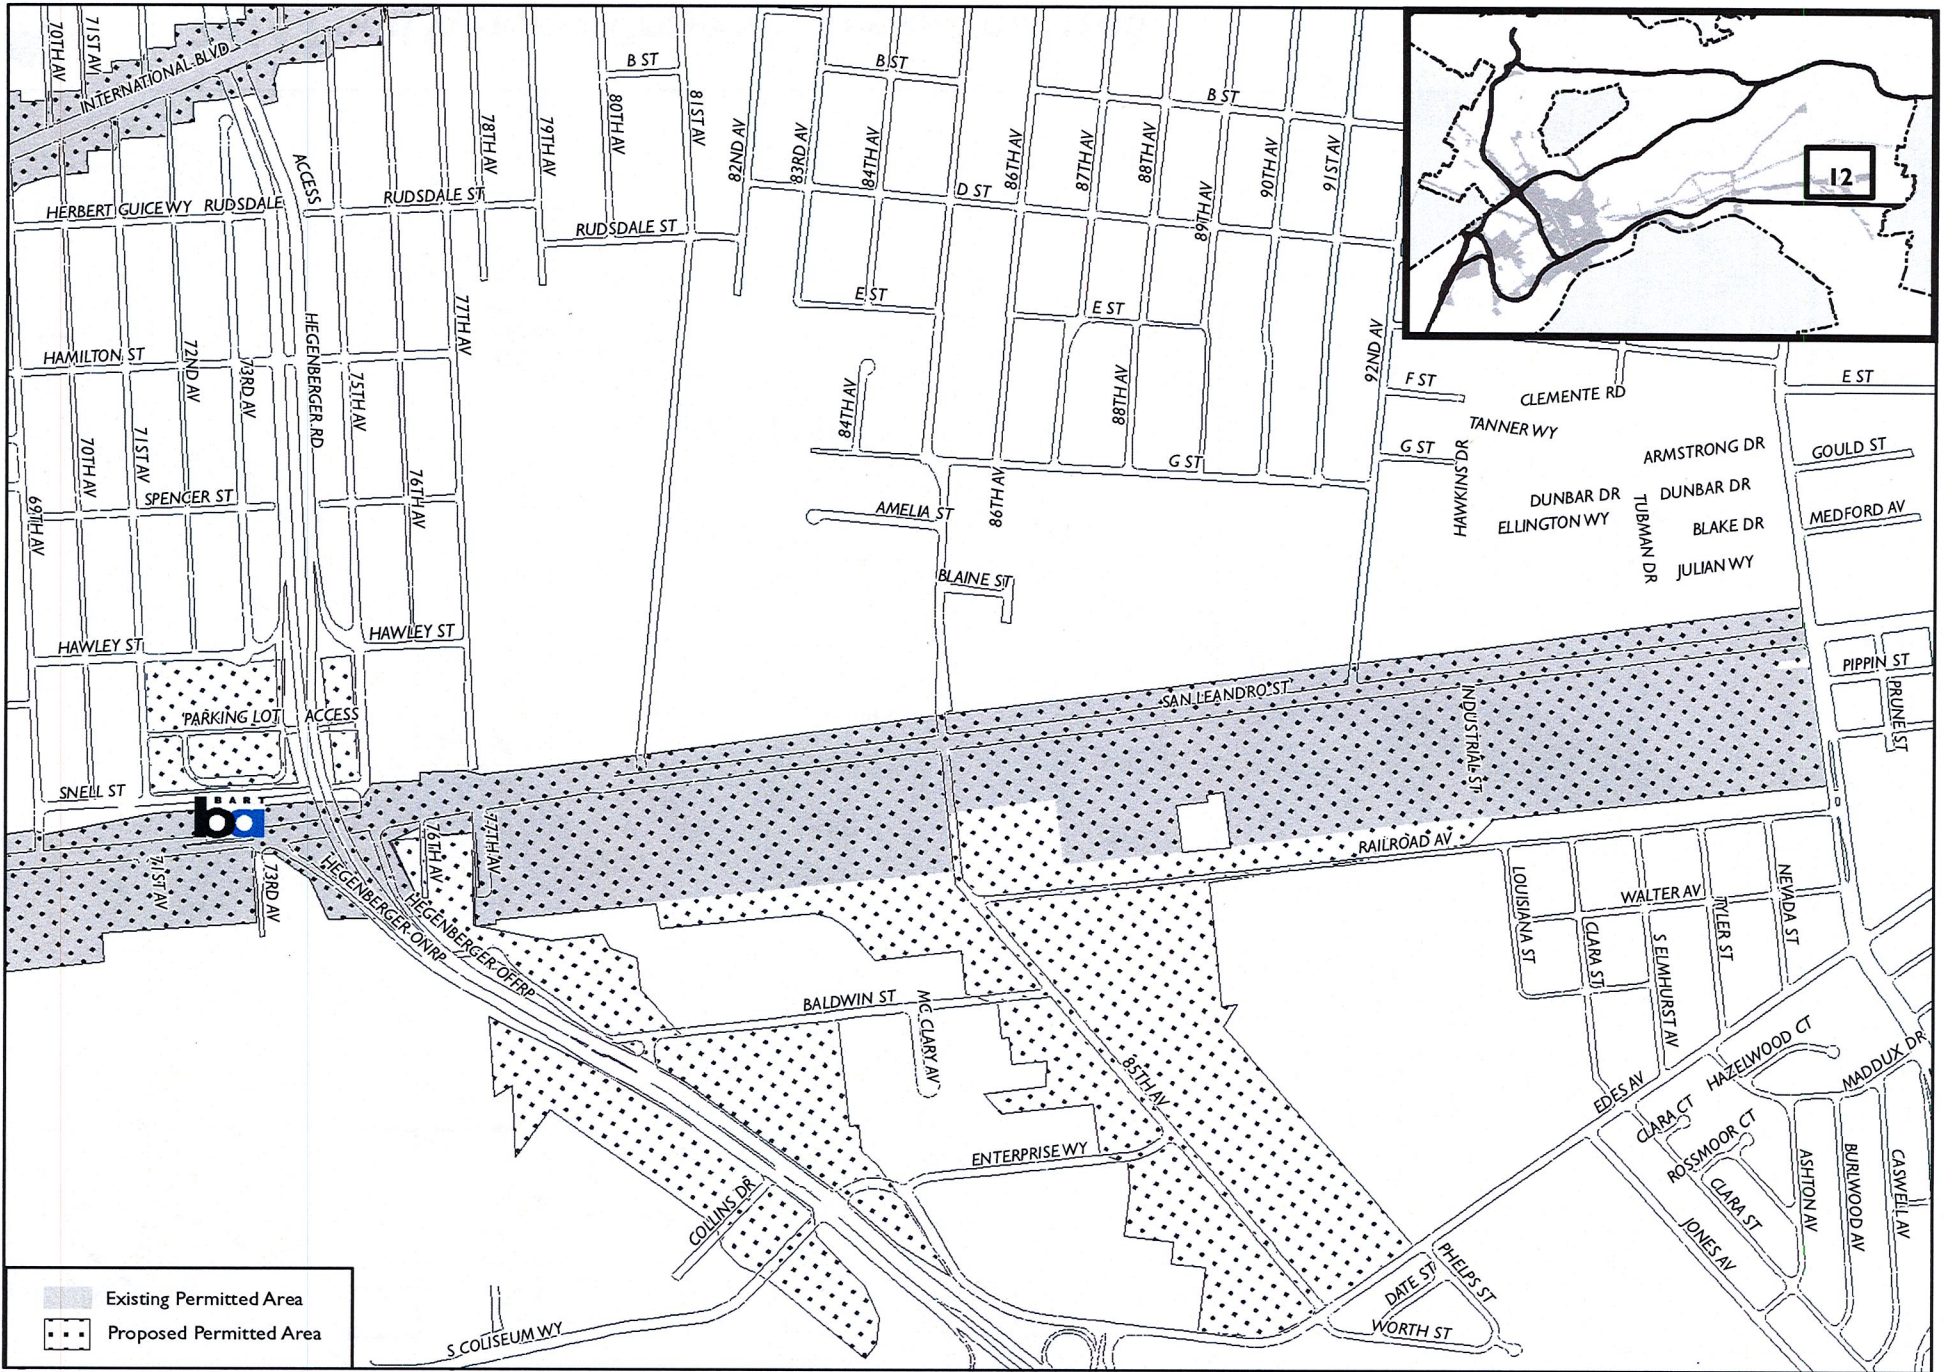 70TH AV
71ST AV
INTERNATIONAL BLVD
B ST
B ST
B ST
78TH AV
79TH AV
80TH AV
81ST AV
82ND AV
83RD AV
84TH AV
86TH AV
87TH AV
88TH AV
89TH AV
90TH AV
91ST AV
12
ACCESS
HERBERT GUICE WY
RUDSDALE
RUDSDALE ST
RUDSDALE ST
D ST
E ST
E ST
HAMILTON ST
72ND AV
73RD AV
HEGENBERGER RD
75TH AV
77TH AV
92ND AV
84TH AV
88TH AV
F ST
CLEMENTE RD
E ST
TANNER WY
G ST
G ST
HAWKINS DR
ARMSTRONG DR
GOULD ST
69TH AV
70TH AV
71ST AV
SPENCER ST
76TH AV
86TH AV
AMELIA ST
DUNBAR DR
DUNBAR DR
TUBMAN DR
ELLINGTON WY
BLAKE DR
MEDFORD AV
JULIAN WY
BLAINE ST
HAWLEY ST
HAWLEY ST
PARKING LOT
ACCESS
SAN LEANDRO ST
INDUSTRIAL ST
PIPPIN ST
PRUNE ST
SNELL ST
BART
ba
71ST AV
73RD AV
76TH AV
77TH AV
HEGENBERGER ONRP
HEGENBERGER OFFRP
RAILROAD AV
LOUISIANA ST
WALTER AV
CLARA ST
S ELMHURST AV
TYLER ST
NEVADA ST
BALDWIN ST
MC CLARY AV
85TH AV
EDES AV
HAZELWOOD CT
MADDUX DR
CLARA CT
ROSSMOOR CT
ENTERPRISE WY
COLLINS DR
CLARA ST
ASHTON AV
BURLWOOD AV
CASWELL AV
JONES AV
PHELPS ST
DATE ST
WORTH ST
S COLISEUM WY
Existing Permitted Area
Proposed Permitted Area